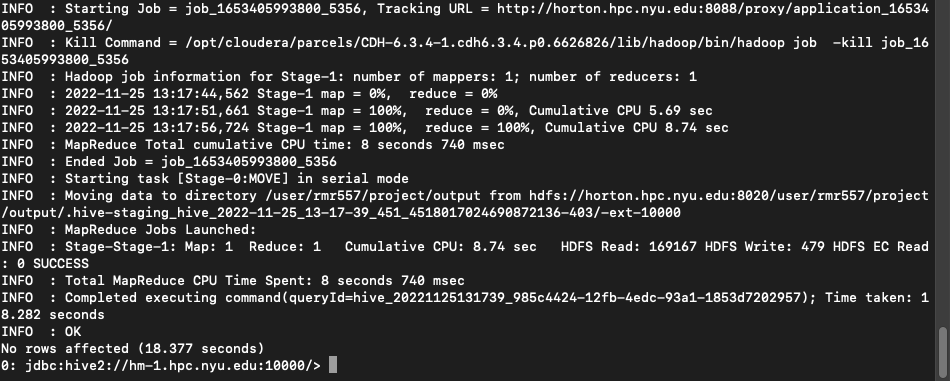 INFO  : Starting Job = job_1653405993800_5356, Tracking URL = http://horton.hpc.nyu.edu:8088/proxy/application_16534
05993800_5356/
INFO  : Kill Command = /opt/cloudera/parcels/CDH-6.3.4-1.cdh6.3.4.p0.6626826/lib/hadoop/bin/hadoop job  -kill job_16
53405993800_5356
INFO  : Hadoop job information for Stage-1: number of mappers: 1; number of reducers: 1
INFO  : 2022-11-25 13:17:44,562 Stage-1 map = 0%,  reduce = 0%
INFO  : 2022-11-25 13:17:51,661 Stage-1 map = 100%,  reduce = 0%, Cumulative CPU 5.69 sec
INFO  : 2022-11-25 13:17:56,724 Stage-1 map = 100%,  reduce = 100%, Cumulative CPU 8.74 sec
INFO  : MapReduce Total cumulative CPU time: 8 seconds 740 msec
INFO  : Ended Job = job_1653405993800_5356
INFO  : Starting task [Stage-0:MOVE] in serial mode
INFO  : Moving data to directory /user/rmr557/project/output from hdfs://horton.hpc.nyu.edu:8020/user/rmr557/project
/output/.hive-staging_hive_2022-11-25_13-17-39_451_4518017024690872136-403/-ext-10000
INFO  : MapReduce Jobs Launched:
INFO  : Stage-Stage-1: Map: 1  Reduce: 1   Cumulative CPU: 8.74 sec   HDFS Read: 169167 HDFS Write: 479 HDFS EC Read
: 0 SUCCESS
INFO  : Total MapReduce CPU Time Spent: 8 seconds 740 msec
INFO  : Completed executing command(queryId=hive_20221125131739_985c4424-12fb-4edc-93a1-1853d7202957); Time taken: 1
8.282 seconds
INFO  : OK
No rows affected (18.377 seconds)
0: jdbc:hive2://hm-1.hpc.nyu.edu:10000/>